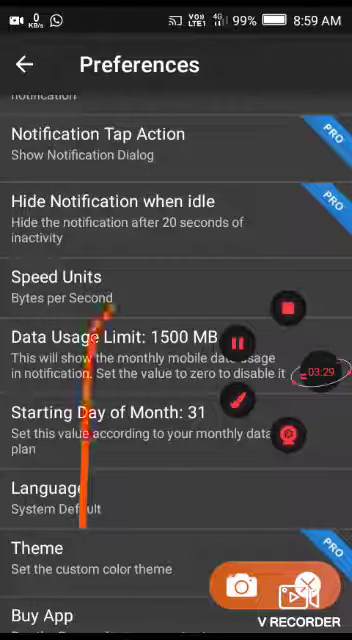 0
KB/s
VO))
LTE1
4G
99%
8:59 AM
Preferences
notification
Notification Tap Action
Show Notification Dialog
PRO
Hide Notification when idle
Hide the notification after 20 seconds of
inactivity
PRO
Speed Units
Bytes per Second
Data Usage Limit: 1500 MB
This will show the monthly mobile data usage
in notification. Set the value to zero to disable it
03:29
Starting Day of Month: 31
Set this value according to your monthly data
plan
Language
System Default
Theme
Set the custom color theme
PRO
Buy App
V RECORDER